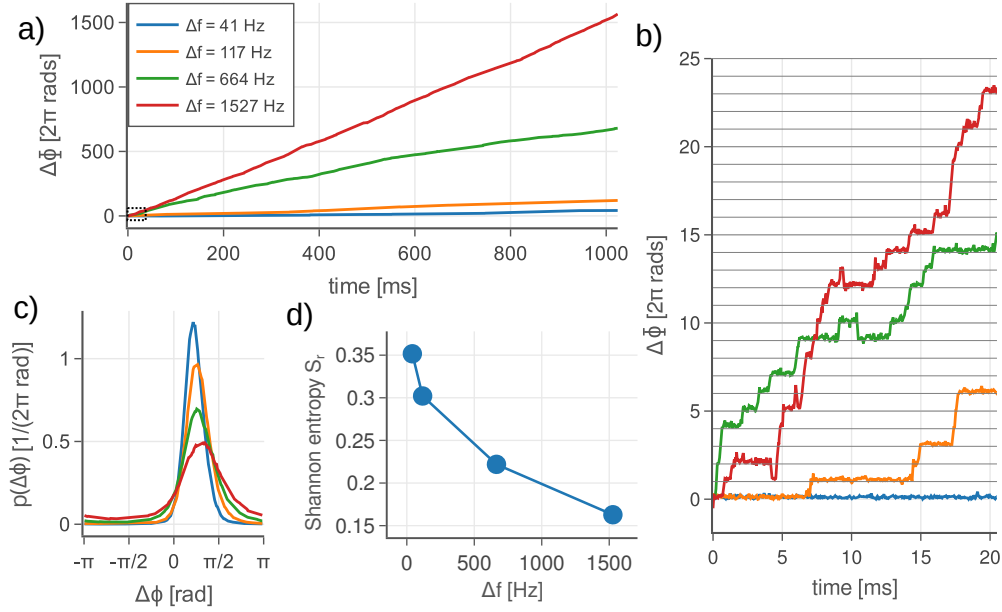 a)
1500
1000
500
0
ΔΦ [2π rads]
Δf = 41 Hz
Δf = 117 Hz
Δf = 664 Hz
Δf = 1527 Hz
0 200 400 600 800 1000
time [ms]
b)
25
20
15
10
5
0
ΔΦ [2π rads]
0 5 10 15 20
time [ms]
c)
1
0.5
0
p(Δϕ) [1/(2π rad)]
-π -π/2 0 π/2 π
Δϕ [rad]
d)
0.35
0.30
0.25
0.20
0.15
Shannon entropy Sᵣ
0 500 1000 1500
Δf [Hz]